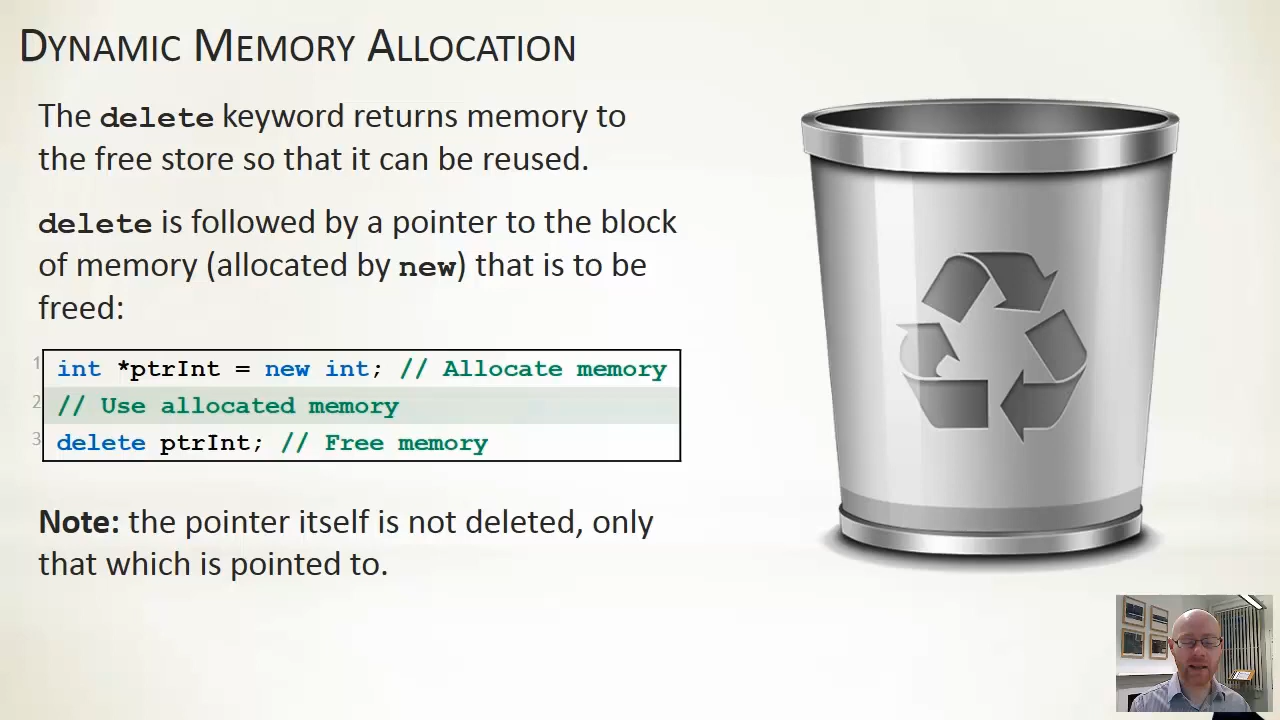 DYNAMIC MEMORY ALLOCATION
The delete keyword returns memory to
the free store so that it can be reused.
delete is followed by a pointer to the block
of memory (allocated by new) that is to be
freed:
1 int *ptrInt = new int; // Allocate memory
2 // Use allocated memory
3 delete ptrInt; // Free memory
Note: the pointer itself is not deleted, only
that which is pointed to.